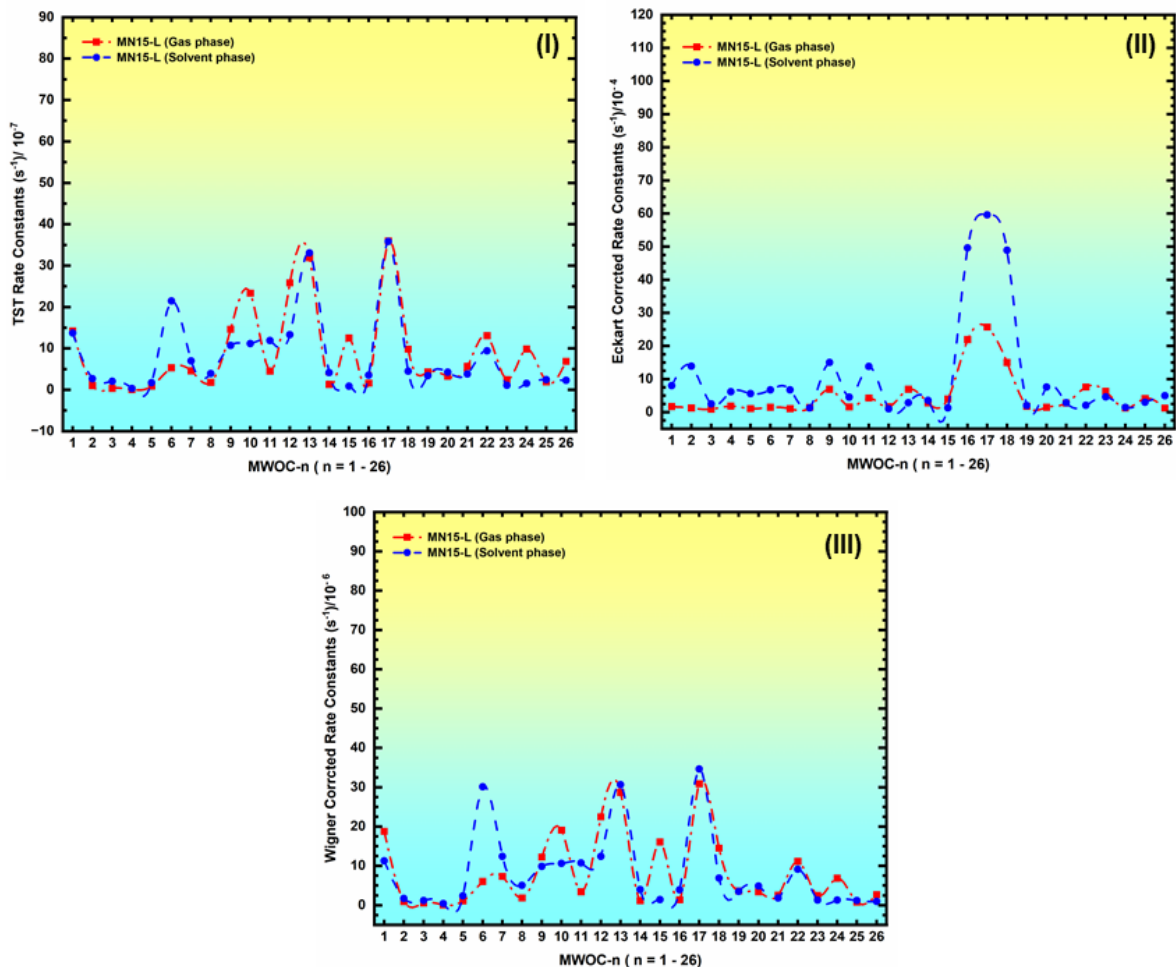 (I)
MN15-L (Gas phase)
MN15-L (Solvent phase)
TST Rate Constants (s⁻¹)/ 10⁻⁷
90
80
70
60
50
40
30
20
10
0
−10
1 2 3 4 5 6 7 8 9 10 11 12 13 14 15 16 17 18 19 20 21 22 23 24 25 26
MWOC-n ( n = 1 - 26)
(II)
MN15-L (Gas phase)
MN15-L (Solvent phase)
Eckart Corrcted Rate Constants (s⁻¹)/10⁻⁴
120
110
100
90
80
70
60
50
40
30
20
10
0
1 2 3 4 5 6 7 8 9 10 11 12 13 14 15 16 17 18 19 20 21 22 23 24 25 26
MWOC-n ( n = 1 - 26)
(III)
MN15-L (Gas phase)
MN15-L (Solvent phase)
Wigner Corrcted Rate Constants (s⁻¹)/10⁻⁶
100
90
80
70
60
50
40
30
20
10
0
1 2 3 4 5 6 7 8 9 10 11 12 13 14 15 16 17 18 19 20 21 22 23 24 25 26
MWOC-n ( n = 1 - 26)